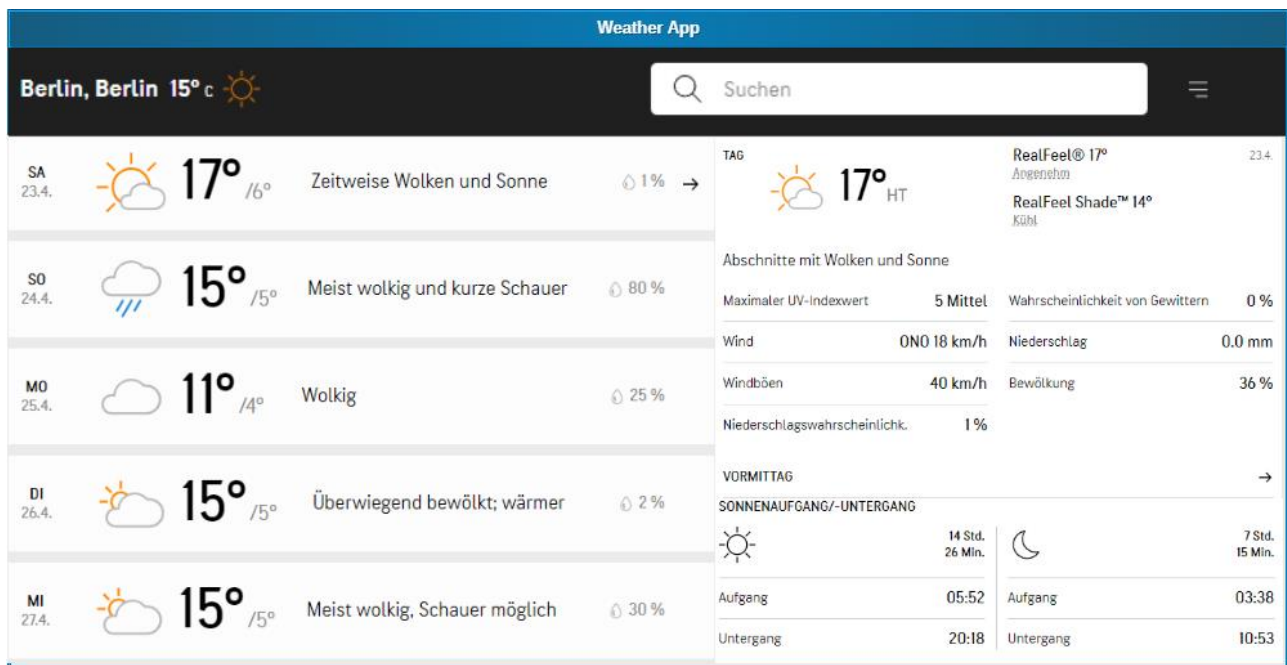 Weather App
Berlin, Berlin 15° c
Suchen
SA
23.4.
17° /6°
Zeitweise Wolken und Sonne
1 % →
SO
24.4.
15° /5°
Meist wolkig und kurze Schauer
80 %
MO
25.4.
11° /4°
Wolkig
25 %
DI
26.4.
15° /5°
Überwiegend bewölkt; wärmer
2 %
MI
27.4.
15° /5°
Meist wolkig, Schauer möglich
30 %
TAG
17° HT
RealFeel® 17°
Angenehm
RealFeel Shade™ 14°
Kühl
23.4.
Abschnitte mit Wolken und Sonne
Maximaler UV-Indexwert 5 Mittel
Wind ONO 18 km/h
Windböen 40 km/h
Niederschlagswahrscheinlichk. 1 %
Wahrscheinlichkeit von Gewittern 0 %
Niederschlag 0.0 mm
Bewölkung 36 %
VORMITTAG →
SONNENAUFGANG/-UNTERGANG
14 Std.
26 Min.
Aufgang 05:52
Untergang 20:18
7 Std.
15 Min.
Aufgang 03:38
Untergang 10:53